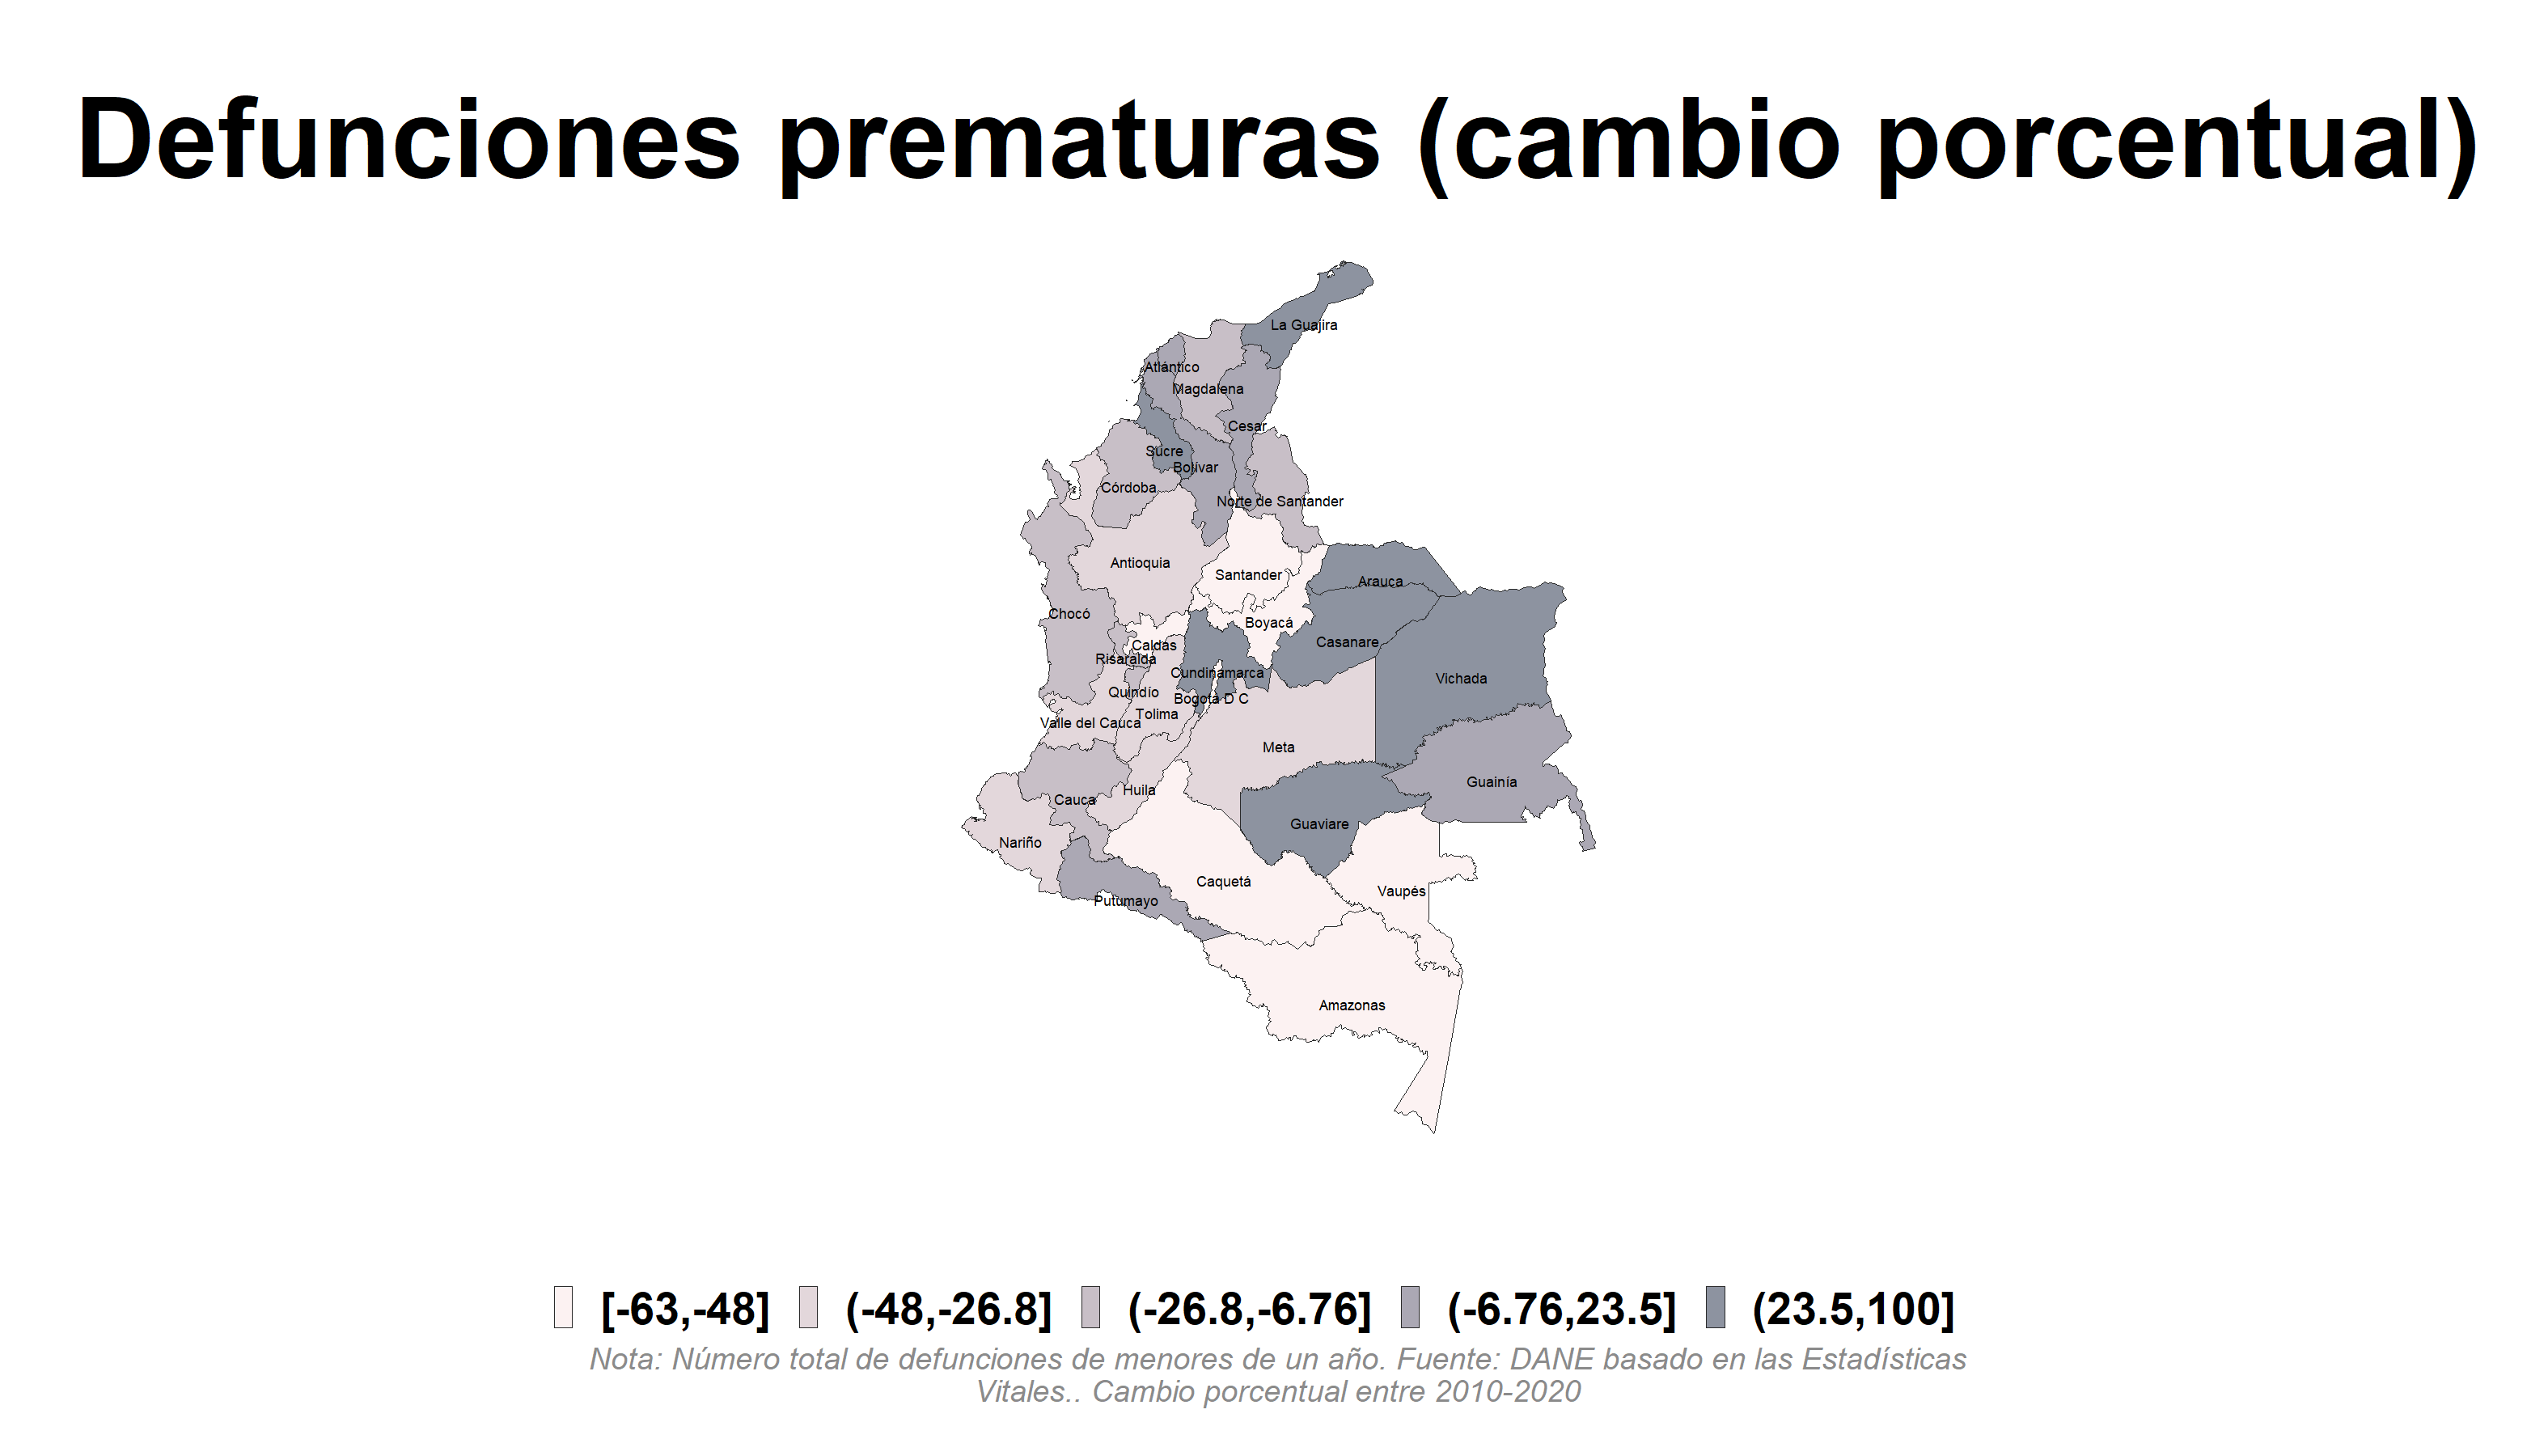 Defunciones prematuras (cambio porcentual)
La Guajira
Atlántico
Magdalena
Cesar
Sucre
Bolívar
Córdoba
Norte de Santander
Antioquia
Santander
Arauca
Chocó
Boyacá
Casanare
Caldas
Risaralda
Cundinamarca
Vichada
Quindío
Bogotá D C
Tolima
Valle del Cauca
Meta
Guainía
Huila
Cauca
Guaviare
Nariño
Caquetá
Vaupés
Putumayo
Amazonas
[-63,-48] (-48,-26.8] (-26.8,-6.76] (-6.76,23.5] (23.5,100]
Nota: Número total de defunciones de menores de un año. Fuente: DANE basado en las Estadísticas
Vitales.. Cambio porcentual entre 2010-2020